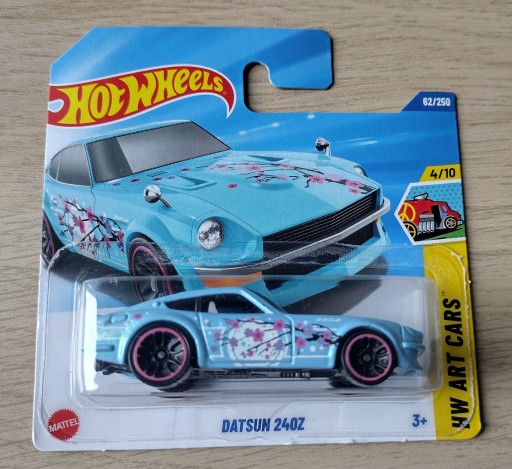 HOT WHEELS
62/250
4/10
HW ART CARS
MATTEL
DATSUN 240Z
3+